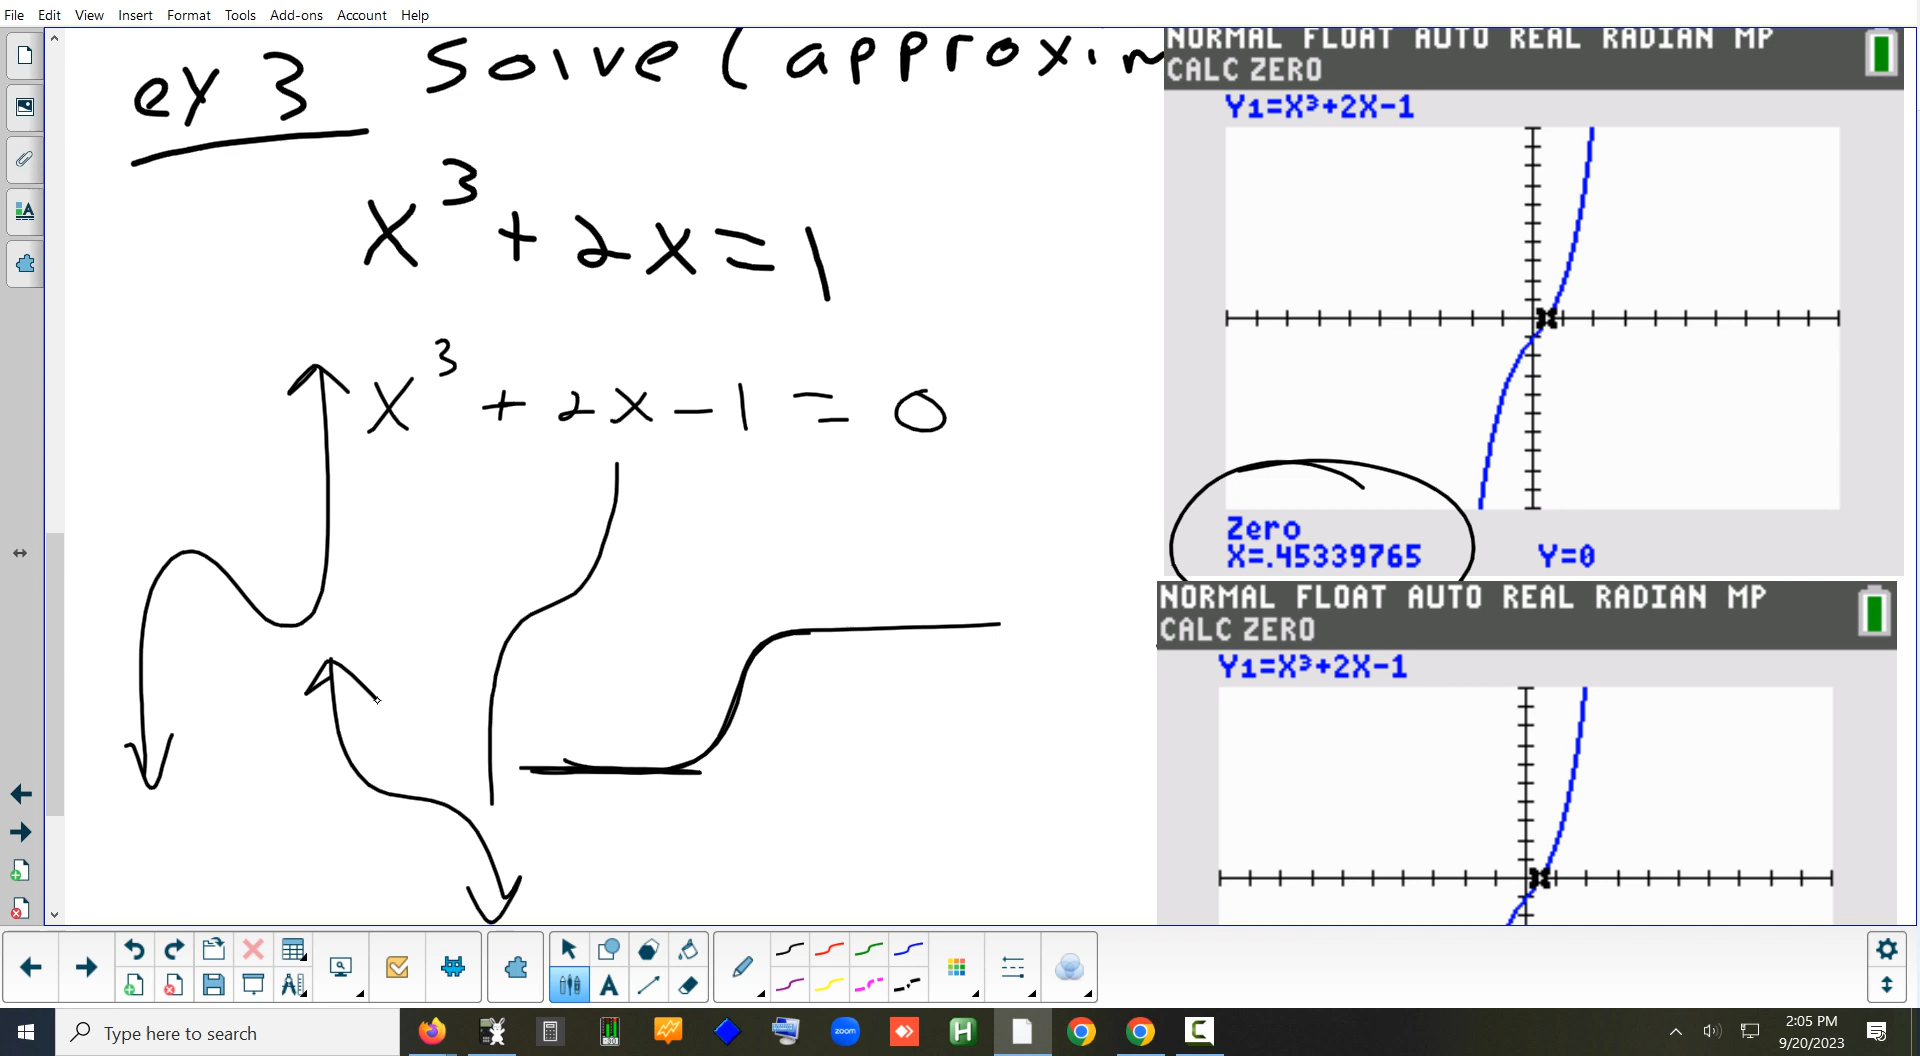 File Edit View Insert Format Tools Add-ons Account Help
ex 3 solve (approxim
x³ + 2x = 1
x³ + 2x - 1 = 0
NORMAL FLOAT AUTO REAL RADIAN MP
CALC ZERO
Y1=X³+2X-1
Zero
X=.45339765 Y=0
NORMAL FLOAT AUTO REAL RADIAN MP
CALC ZERO
Y1=X³+2X-1
Type here to search
zoom
2:05 PM
9/20/2023